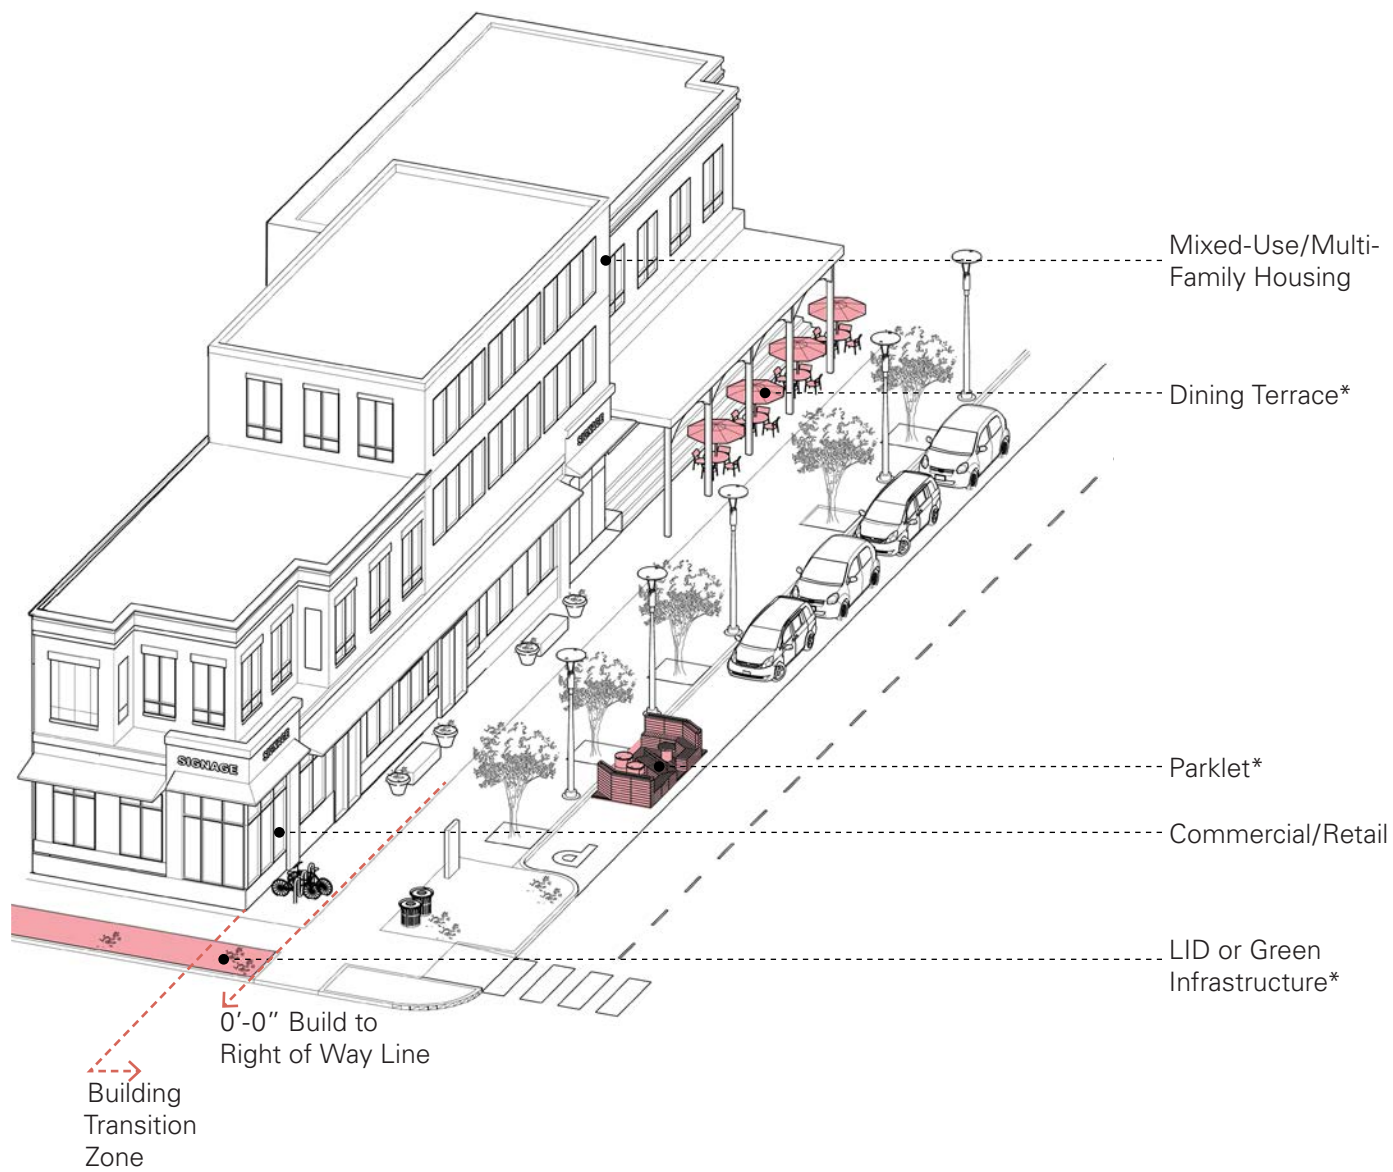 Mixed-Use/Multi-
Family Housing
Dining Terrace*
SIGNAGE
Parklet*
Commercial/Retail
P
LID or Green
Infrastructure*
0'-0” Build to
Right of Way Line
Building
Transition
Zone